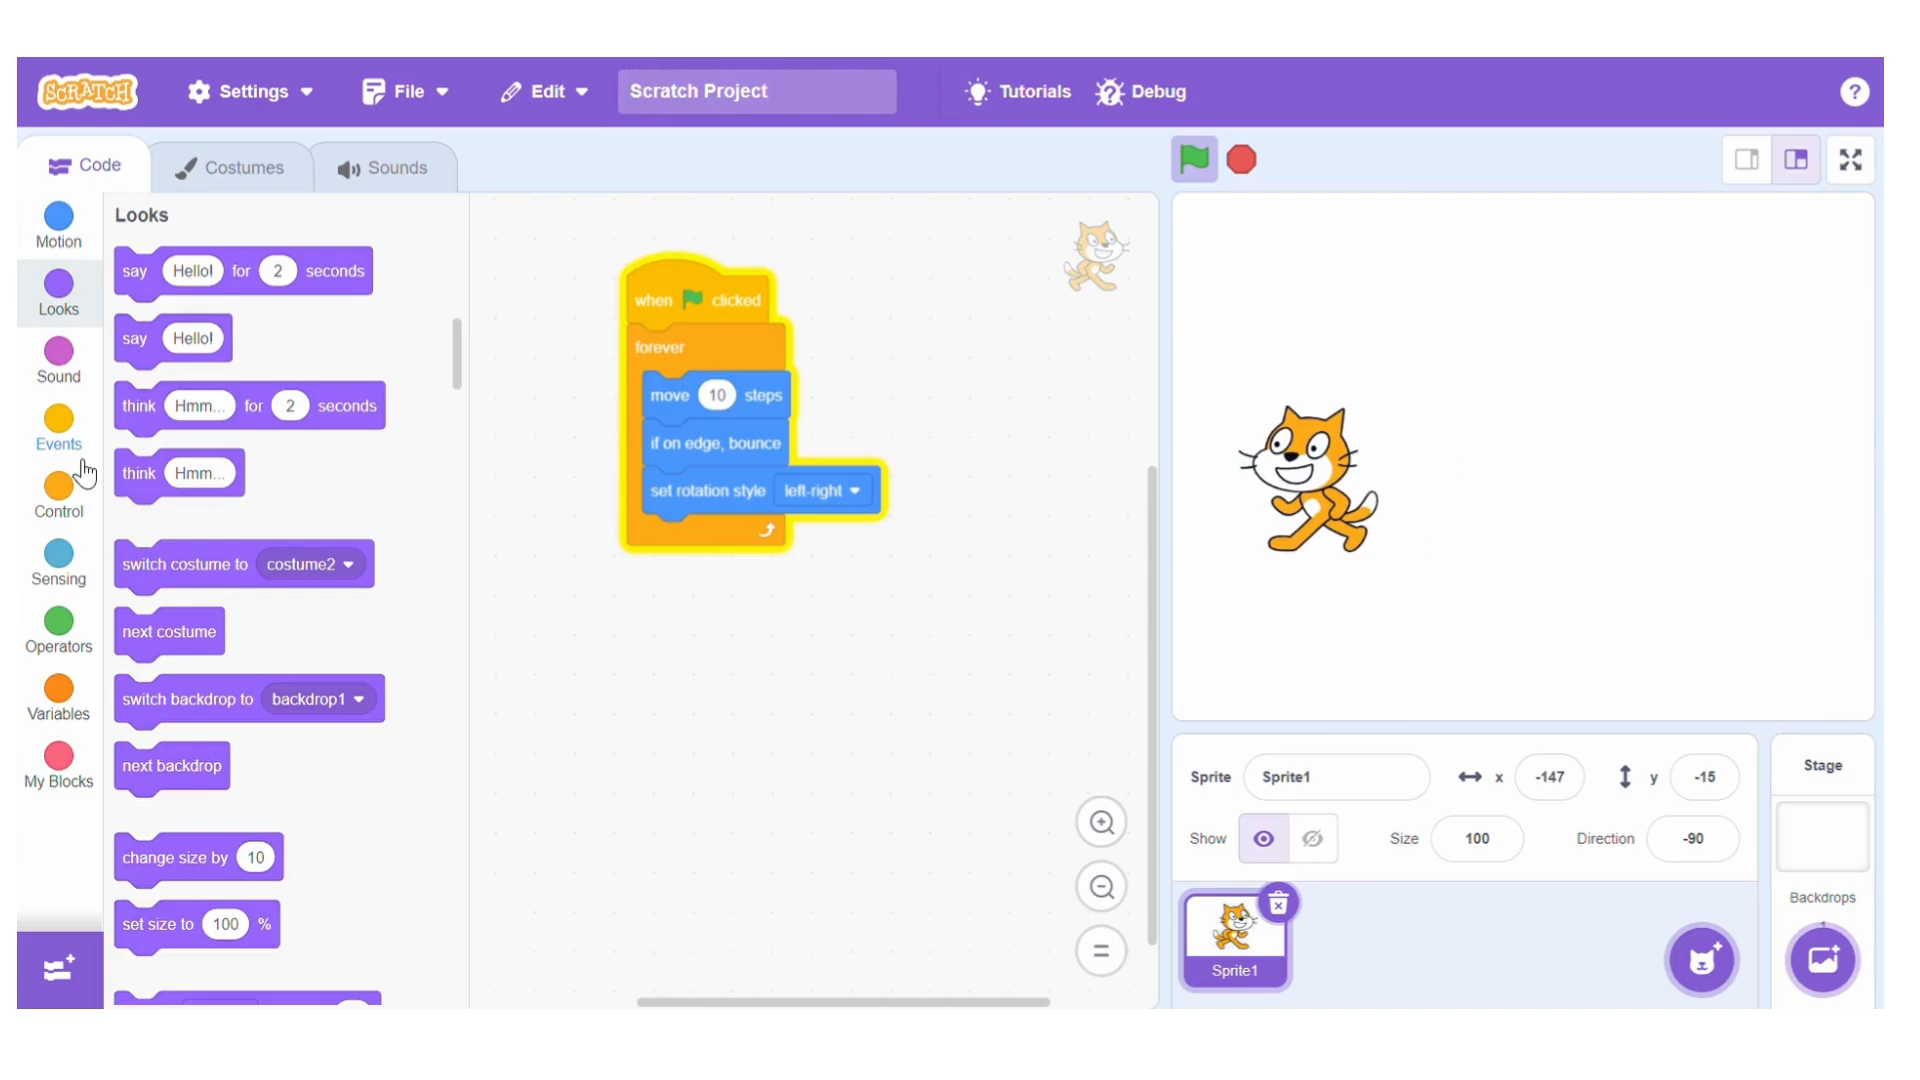 SCRATCH
Settings
File
Edit
Scratch Project
Tutorials
Debug
?
Code
Costumes
Sounds
Motion
Looks
Sound
Events
Control
Sensing
Operators
Variables
My Blocks
Looks
say Hello! for 2 seconds
say Hello!
think Hmm... for 2 seconds
think Hmm...
switch costume to costume2
next costume
switch backdrop to backdrop1
next backdrop
change size by 10
set size to 100 %
when clicked
forever
move 10 steps
if on edge, bounce
set rotation style left-right
Sprite Sprite1 x -147 y -15
Show Size 100 Direction -90
Sprite1
Stage
Backdrops